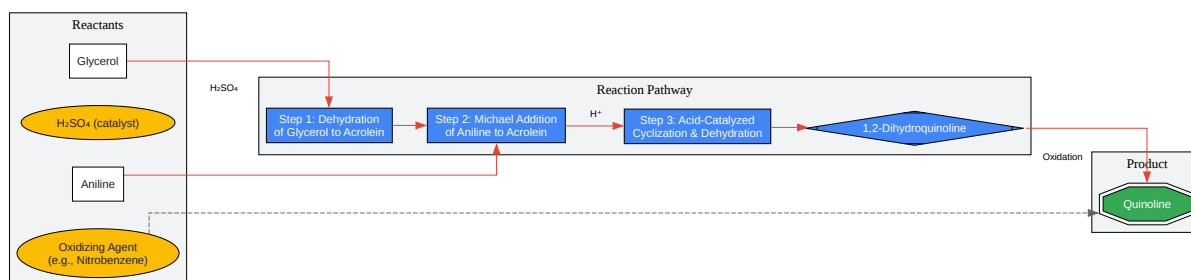 Reactants
Glycerol
H₂SO₄ (catalyst)
Aniline
Oxidizing Agent
(e.g., Nitrobenzene)
H₂SO₄
Reaction Pathway
Step 1: Dehydration
of Glycerol to Acrolein
Step 2: Michael Addition
of Aniline to Acrolein
H⁺
Step 3: Acid-Catalyzed
Cyclization & Dehydration
1,2-Dihydroquinoline
Oxidation
Product
Quinoline